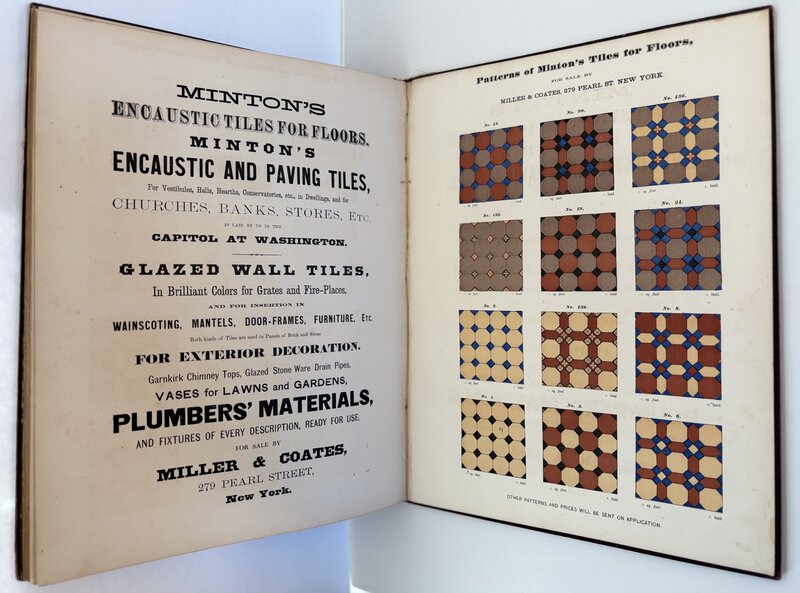 MINTON'S
ENCAUSTIC TILES FOR FLOORS.
MINTON'S
ENCAUSTIC AND PAVING TILES,
For Vestibules, Halls, Hearths, Conservatories, etc., in Dwellings, and for
CHURCHES, BANKS, STORES, ETC.
AS LAID BY US IN THE
CAPITOL AT WASHINGTON.
GLAZED WALL TILES,
In Brilliant Colors for Grates and Fire-Places,
AND FOR INSERTION IN
WAINSCOTING, MANTELS, DOOR-FRAMES, FURNITURE, ETC.
Both kinds of Tiles are used in Panels of Brick and Stone
FOR EXTERIOR DECORATION.
Garnkirk Chimney Tops, Glazed Stone Ware Drain Pipes,
VASES for LAWNS and GARDENS,
PLUMBERS' MATERIALS,
AND FIXTURES OF EVERY DESCRIPTION, READY FOR USE.
FOR SALE BY
MILLER & COATES,
279 PEARL STREET,
New York.
Patterns of Minton's Tiles for Floors,
FOR SALE BY
MILLER & COATES, 279 PEARL ST. NEW YORK
No. 136.
No. 19.
No. 21.
No. 2.
No. 139.
No. 8.
No. 1.
No. 3.
No. 6.
OTHER PATTERNS AND PRICES WILL BE SENT ON APPLICATION.